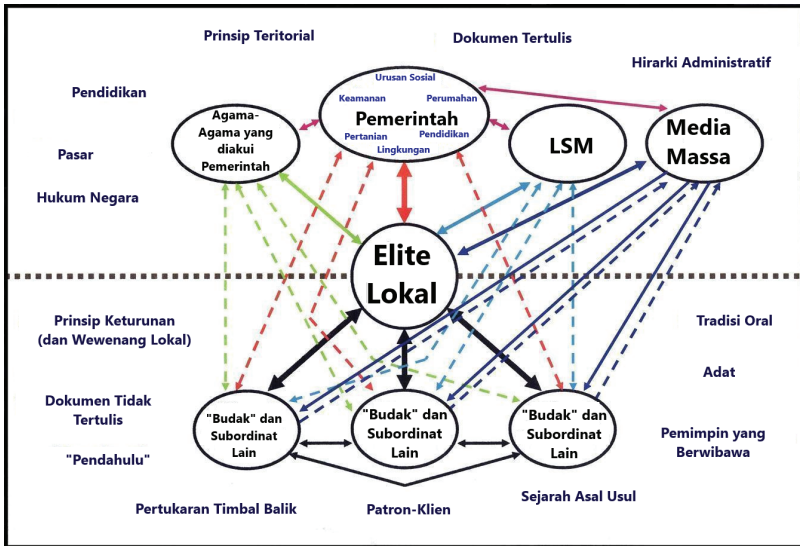 Prinsip Teritorial
Dokumen Tertulis
Hirarki Administratif
Pendidikan
Pasar
Hukum Negara
Agama-
Agama yang
diakui
Pemerintah
Urusan Sosial
Keamanan
Perumahan
Pemerintah
Pertanian
Pendidikan
Lingkungan
LSM
Media
Massa
Elite
Lokal
Prinsip Keturunan
(dan Wewenang Lokal)
Tradisi Oral
Adat
Dokumen Tidak
Tertulis
"Budak" dan
Subordinat
Lain
"Budak" dan
Subordinat
Lain
"Budak" dan
Subordinat
Lain
Pemimpin yang
Berwibawa
"Pendahulu"
Pertukaran Timbal Balik
Patron-Klien
Sejarah Asal Usul